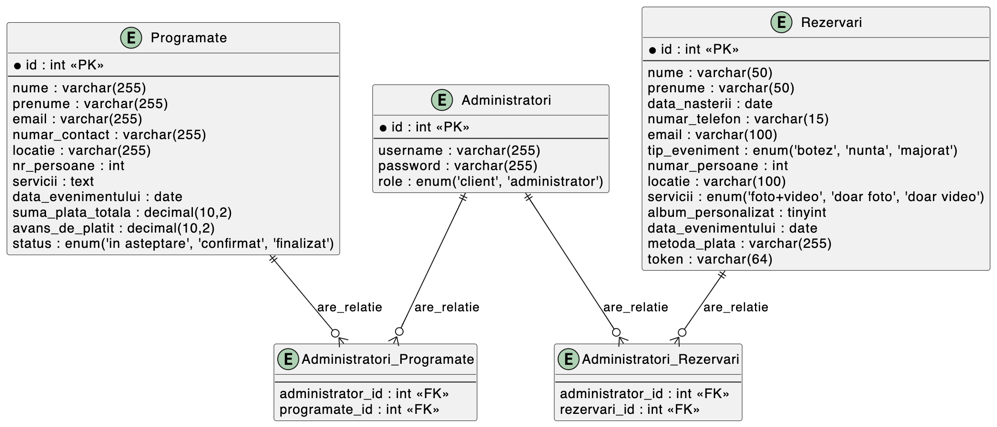 E Programate
id : int «PK»
nume : varchar(255)
prenume : varchar(255)
email : varchar(255)
numar_contact : varchar(255)
locatie : varchar(255)
nr_persoane : int
servicii : text
data_evenimentului : date
suma_plata_totala : decimal(10,2)
avans_de_platit : decimal(10,2)
status : enum('in asteptare', 'confirmat', 'finalizat')
E Administratori
id : int «PK»
username : varchar(255)
password : varchar(255)
role : enum('client', 'administrator')
E Rezervari
id : int «PK»
nume : varchar(50)
prenume : varchar(50)
data_nasterii : date
numar_telefon : varchar(15)
email : varchar(100)
tip_eveniment : enum('botez', 'nunta', 'majorat')
numar_persoane : int
locatie : varchar(100)
servicii : enum('foto+video', 'doar foto', 'doar video')
album_personalizat : tinyint
data_evenimentului : date
metoda_plata : varchar(255)
token : varchar(64)
are_relatie
are_relatie
are_relatie
are_relatie
E Administratori_Programate
administrator_id : int «FK»
programate_id : int «FK»
E Administratori_Rezervari
administrator_id : int «FK»
rezervari_id : int «FK»